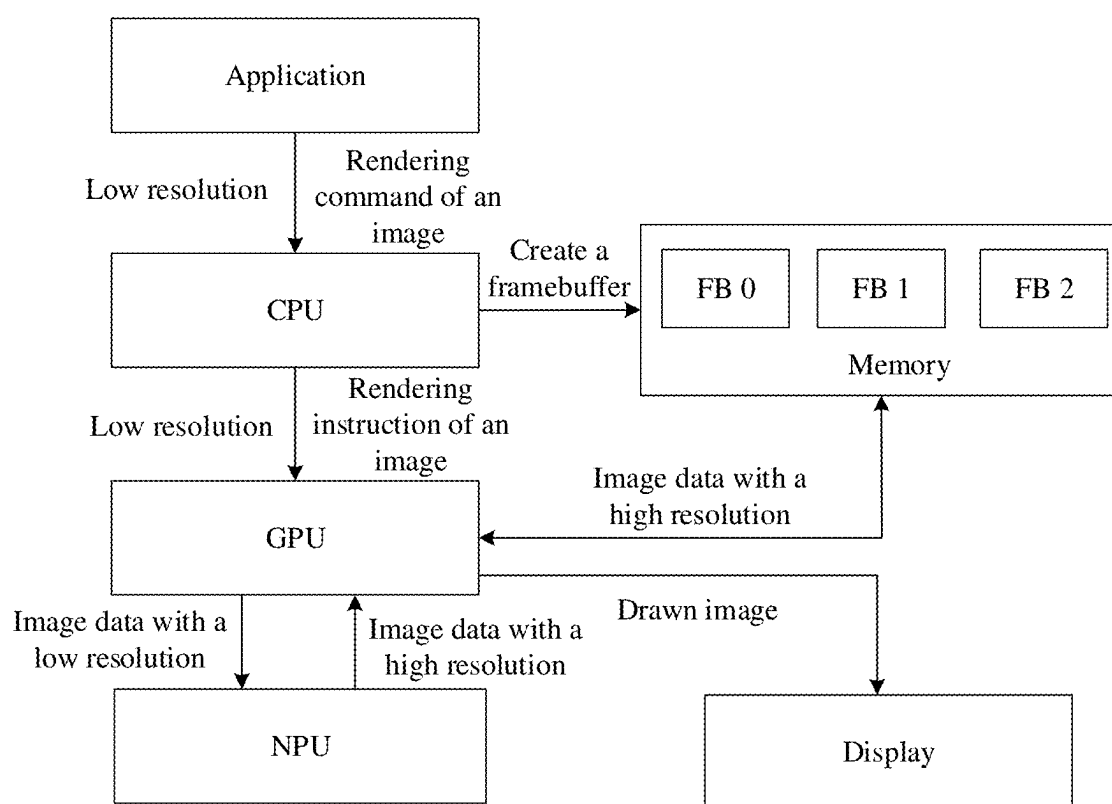 Application
Low resolution
Rendering
command of an
image
CPU
Create a
framebuffer
FB 0
FB 1
FB 2
Memory
Low resolution
Rendering
instruction of an
image
GPU
Image data with a
high resolution
Image data with a
low resolution
Image data with a
high resolution
Drawn image
NPU
Display